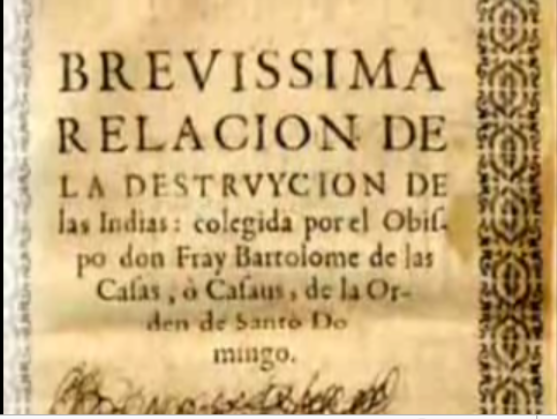 BREVISSIMA
RELACION DE
LA DESTRVYCION DE
las Indias: colegida por el Obiſ-
po don Fray Bartolome de las
Caſas, ò Caſaus, de la Or-
den de Santo Do
mingo.